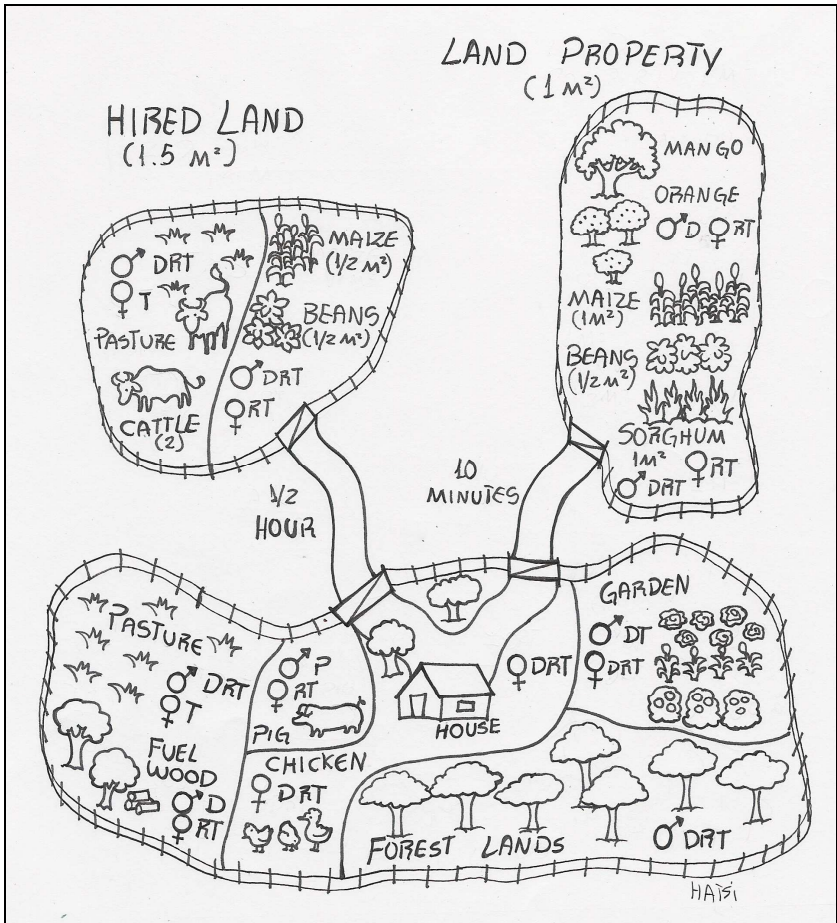 LAND PROPERTY
(1 M²)
HIRED LAND
(1.5 M²)
♂ DRT
♀ T
PASTURE
CATTLE
(2)
MAIZE
(1/2 M²)
BEANS
(1/2 M²)
♂ DRT
♀ RT
MANGO
ORANGE
♂ D ♀ RT
MAIZE
(1M²)
BEANS
(1/2 M²)
SORGHUM
1M²
♀ RT
♂ DRT
1/2
HOUR
10
MINUTES
PASTURE
♂ DRT
♀ T
FUEL
WOOD
♂ D
♀ RT
♂ P
♀ RT
PIG
CHICKEN
♀ DRT
HOUSE
♀ DRT
GARDEN
♂ DT
♀ DRT
FOREST LANDS
♂ DRT
HAISI